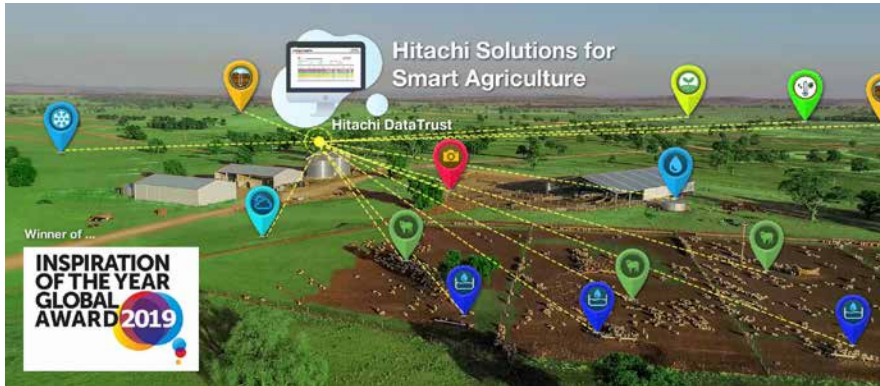 Hitachi Solutions for
Smart Agriculture
Hitachi DataTrust
Winner of ...
INSPIRATION
OF THE YEAR
GLOBAL
AWARD 2019